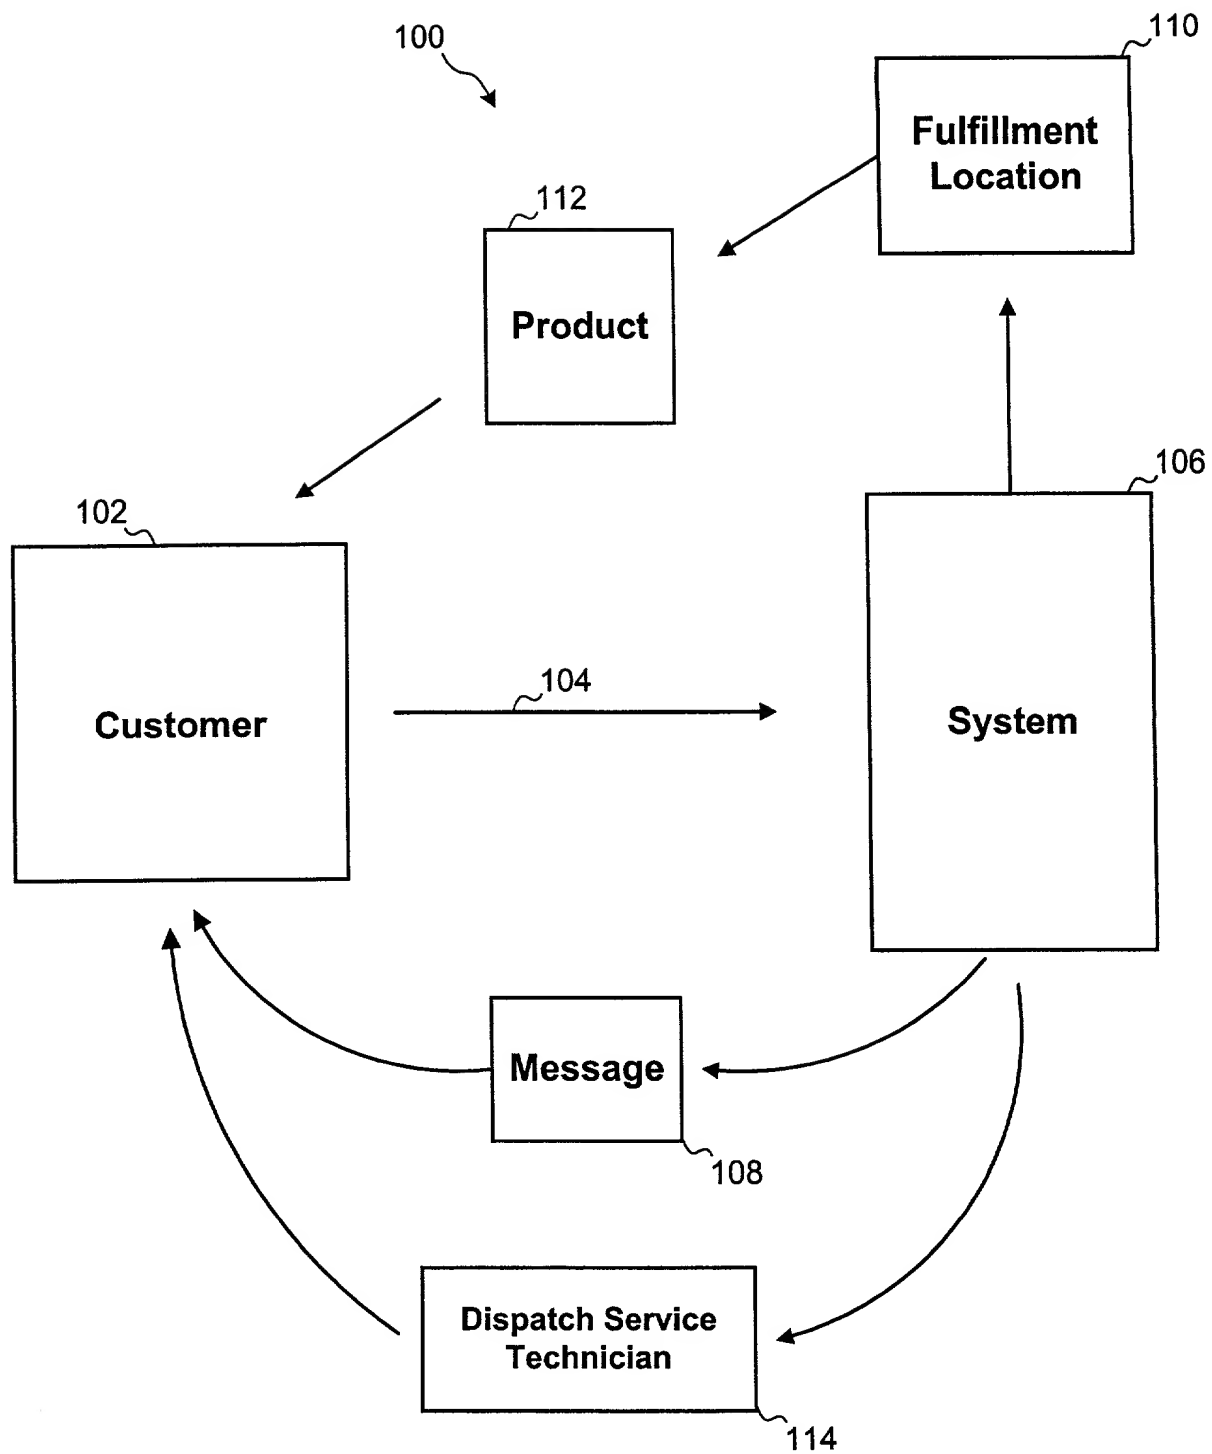 100
110
Fulfillment
Location
112
Product
106
102
104
Customer
System
Message
108
Dispatch Service
Technician
114